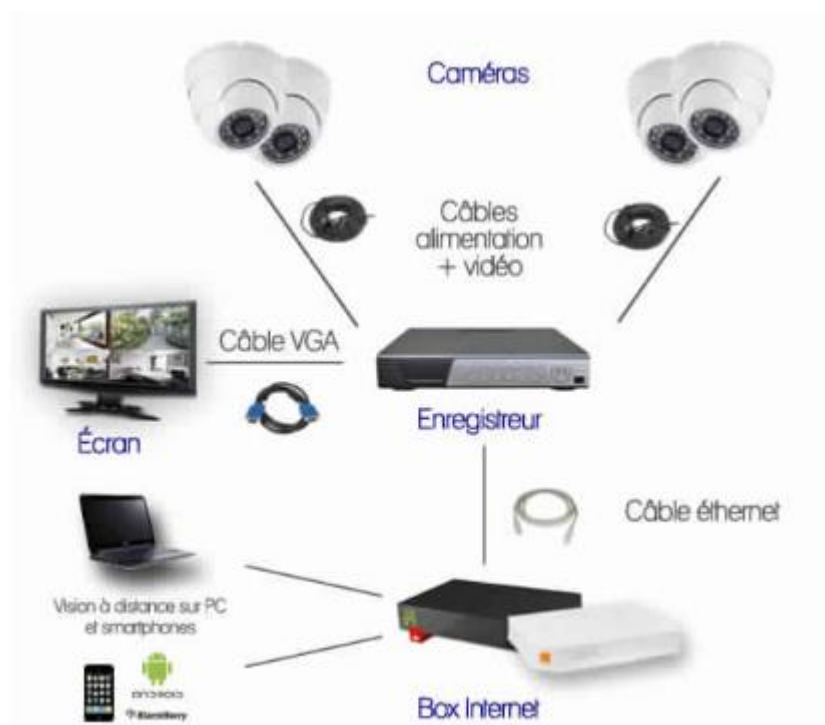 Caméras
Câbles
alimentation
+ vidéo
Câble VGA
Enregistreur
Écran
Câble éthernet
Vision à distance sur PC
et smartphones
ANDROID
BlackBerry
Box Internet